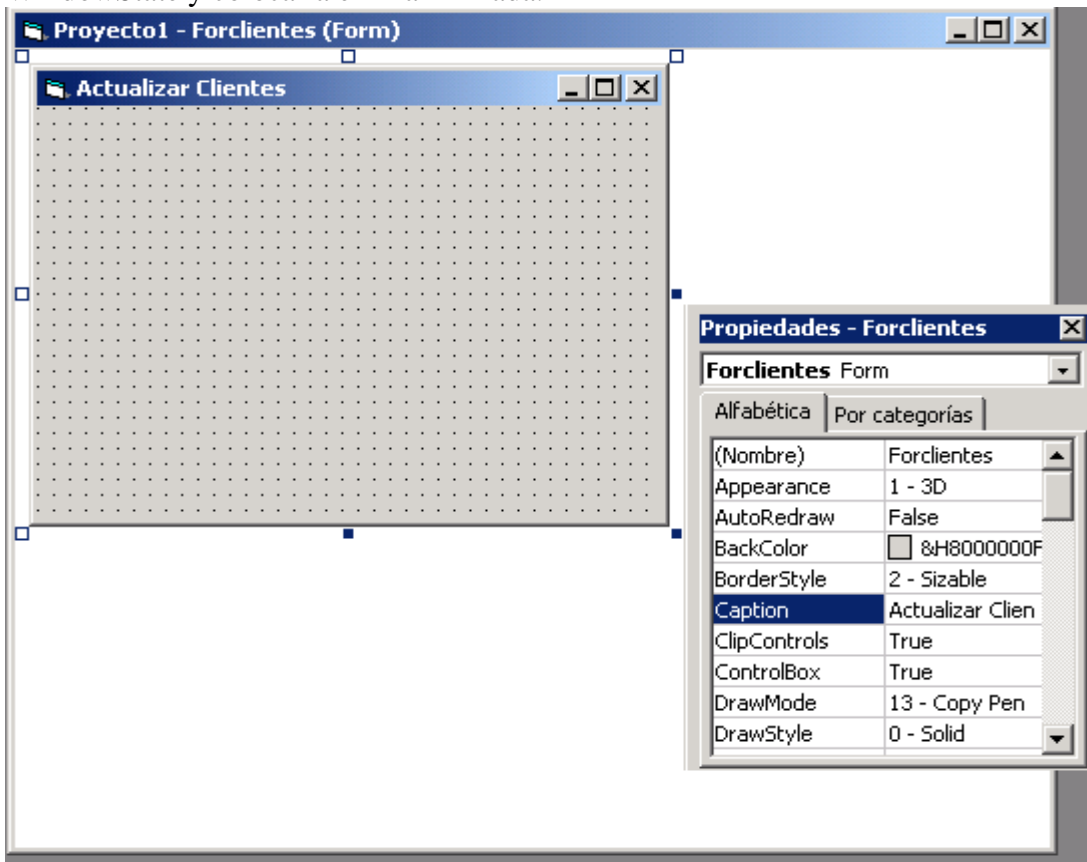 Proyecto1 - Forclientes (Form)
Actualizar Clientes
Propiedades - Forclientes
Forclientes Form
Alfabética Por categorías
(Nombre) Forclientes
Appearance 1 - 3D
AutoRedraw False
BackColor &H8000000F
BorderStyle 2 - Sizable
Caption Actualizar Clien
ClipControls True
ControlBox True
DrawMode 13 - Copy Pen
DrawStyle 0 - Solid